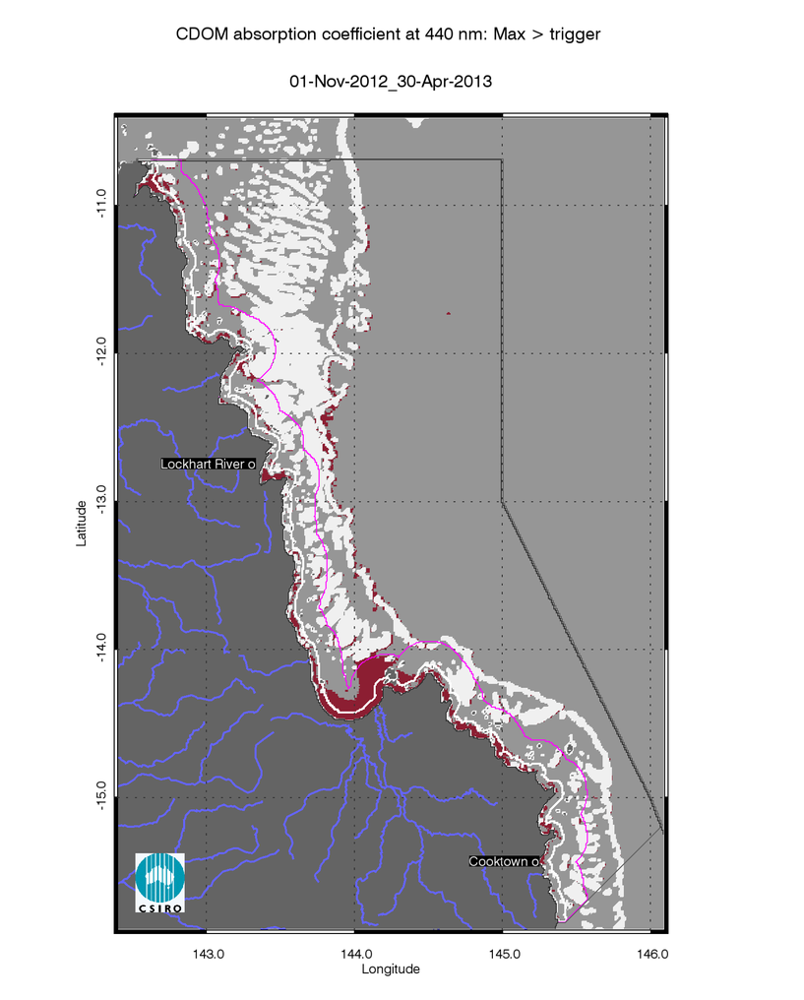 CDOM absorption coefficient at 440 nm: Max > trigger
01-Nov-2012_30-Apr-2013
-11.0
-12.0
Lockhart River o
-13.0
Latitude
-14.0
-15.0
Cooktown o
CSIRO
143.0 144.0 145.0 146.0
Longitude